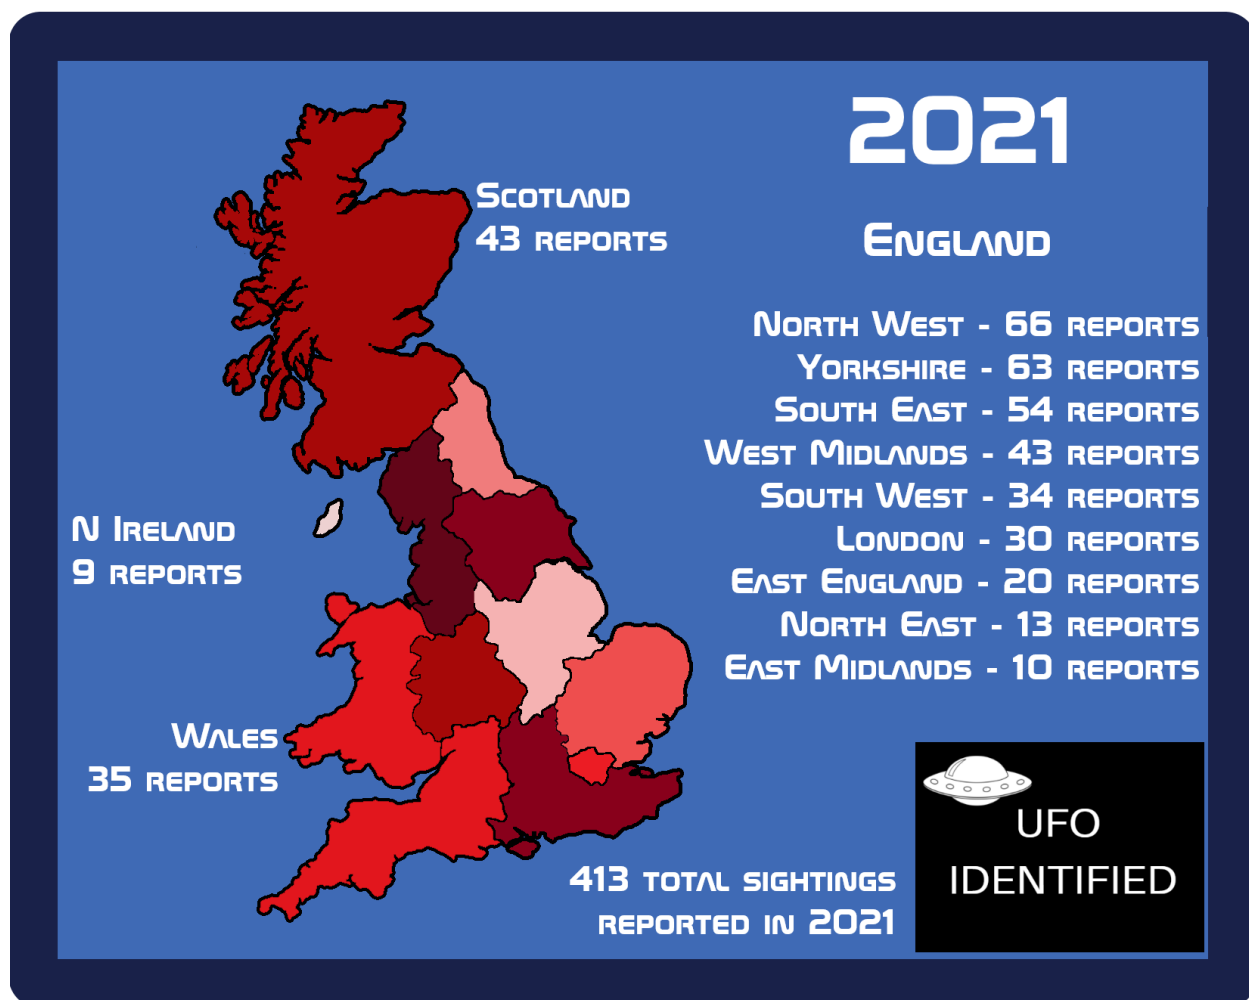 2021
England
North West - 66 reports
Yorkshire - 63 reports
South East - 54 reports
West Midlands - 43 reports
South West - 34 reports
London - 30 reports
East England - 20 reports
North East - 13 reports
East Midlands - 10 reports
Scotland
43 reports
N Ireland
9 reports
Wales
35 reports
413 total sightings
reported in 2021
UFO
IDENTIFIED